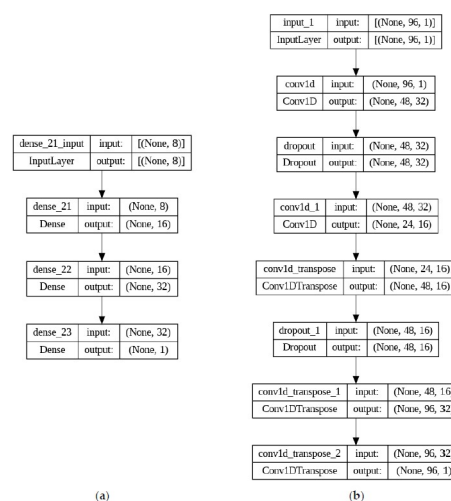 dense_21_input input: [(None, 8)]
InputLayer output: [(None, 8)]
dense_21 input: (None, 8)
Dense output: (None, 16)
dense_22 input: (None, 16)
Dense output: (None, 32)
dense_23 input: (None, 32)
Dense output: (None, 1)
(a)
input_1 input: [(None, 96, 1)]
InputLayer output: [(None, 96, 1)]
conv1d input: (None, 96, 1)
Conv1D output: (None, 48, 32)
dropout input: (None, 48, 32)
Dropout output: (None, 48, 32)
conv1d_1 input: (None, 48, 32)
Conv1D output: (None, 24, 16)
conv1d_transpose input: (None, 24, 16)
Conv1DTranspose output: (None, 48, 16)
dropout_1 input: (None, 48, 16)
Dropout output: (None, 48, 16)
conv1d_transpose_1 input: (None, 48, 16)
Conv1DTranspose output: (None, 96, 32)
conv1d_transpose_2 input: (None, 96, 32)
Conv1DTranspose output: (None, 96, 1)
(b)